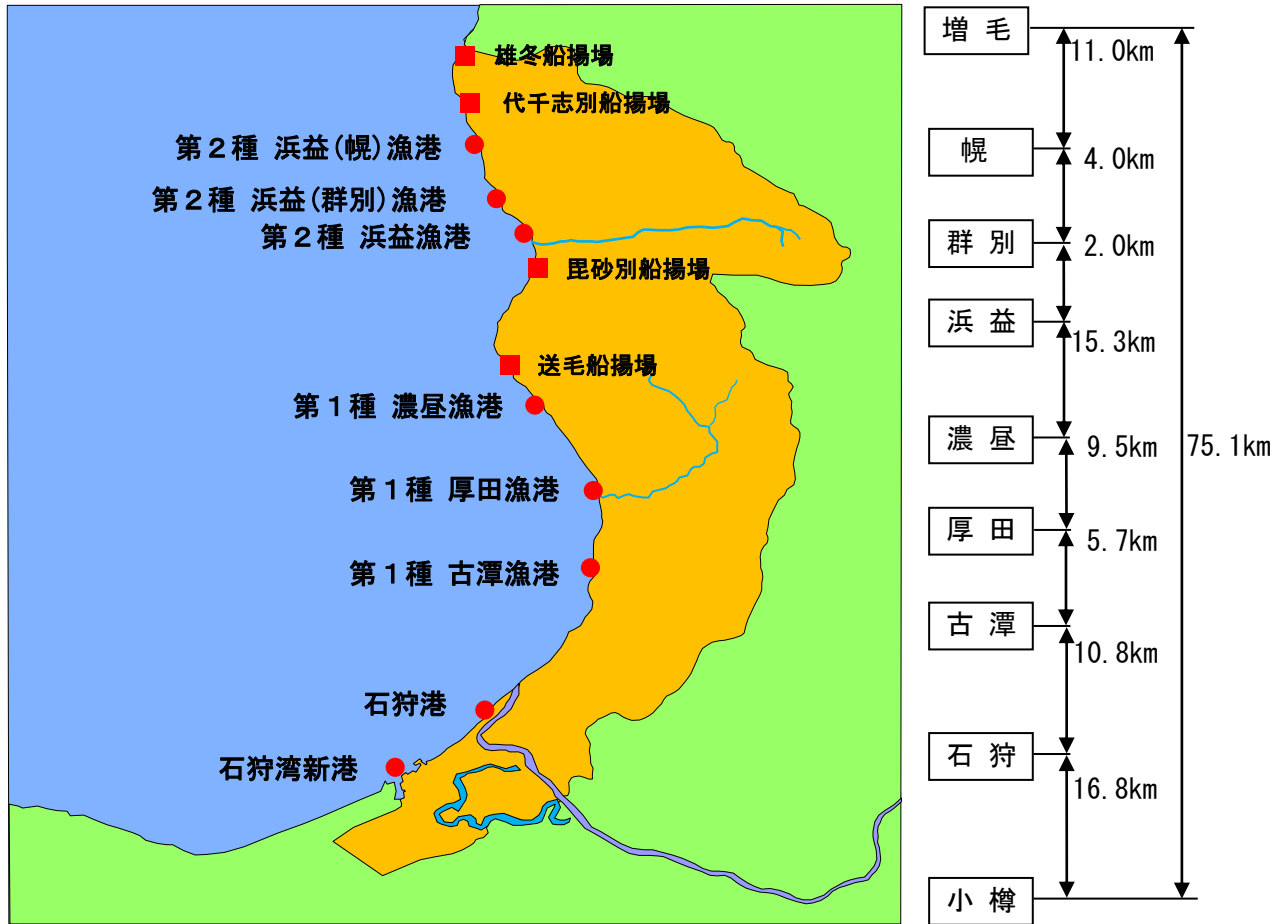 雄冬船揚場
代千志別船揚場
第2種 浜益(幌)漁港
第2種 浜益(群別)漁港
第2種 浜益漁港
毘砂別船揚場
送毛船揚場
第1種 濃昼漁港
第1種 厚田漁港
第1種 古潭漁港
石狩港
石狩湾新港
増毛
11.0km
幌
4.0km
群別
2.0km
浜益
15.3km
濃昼
9.5km
75.1km
厚田
5.7km
古潭
10.8km
石狩
16.8km
小樽